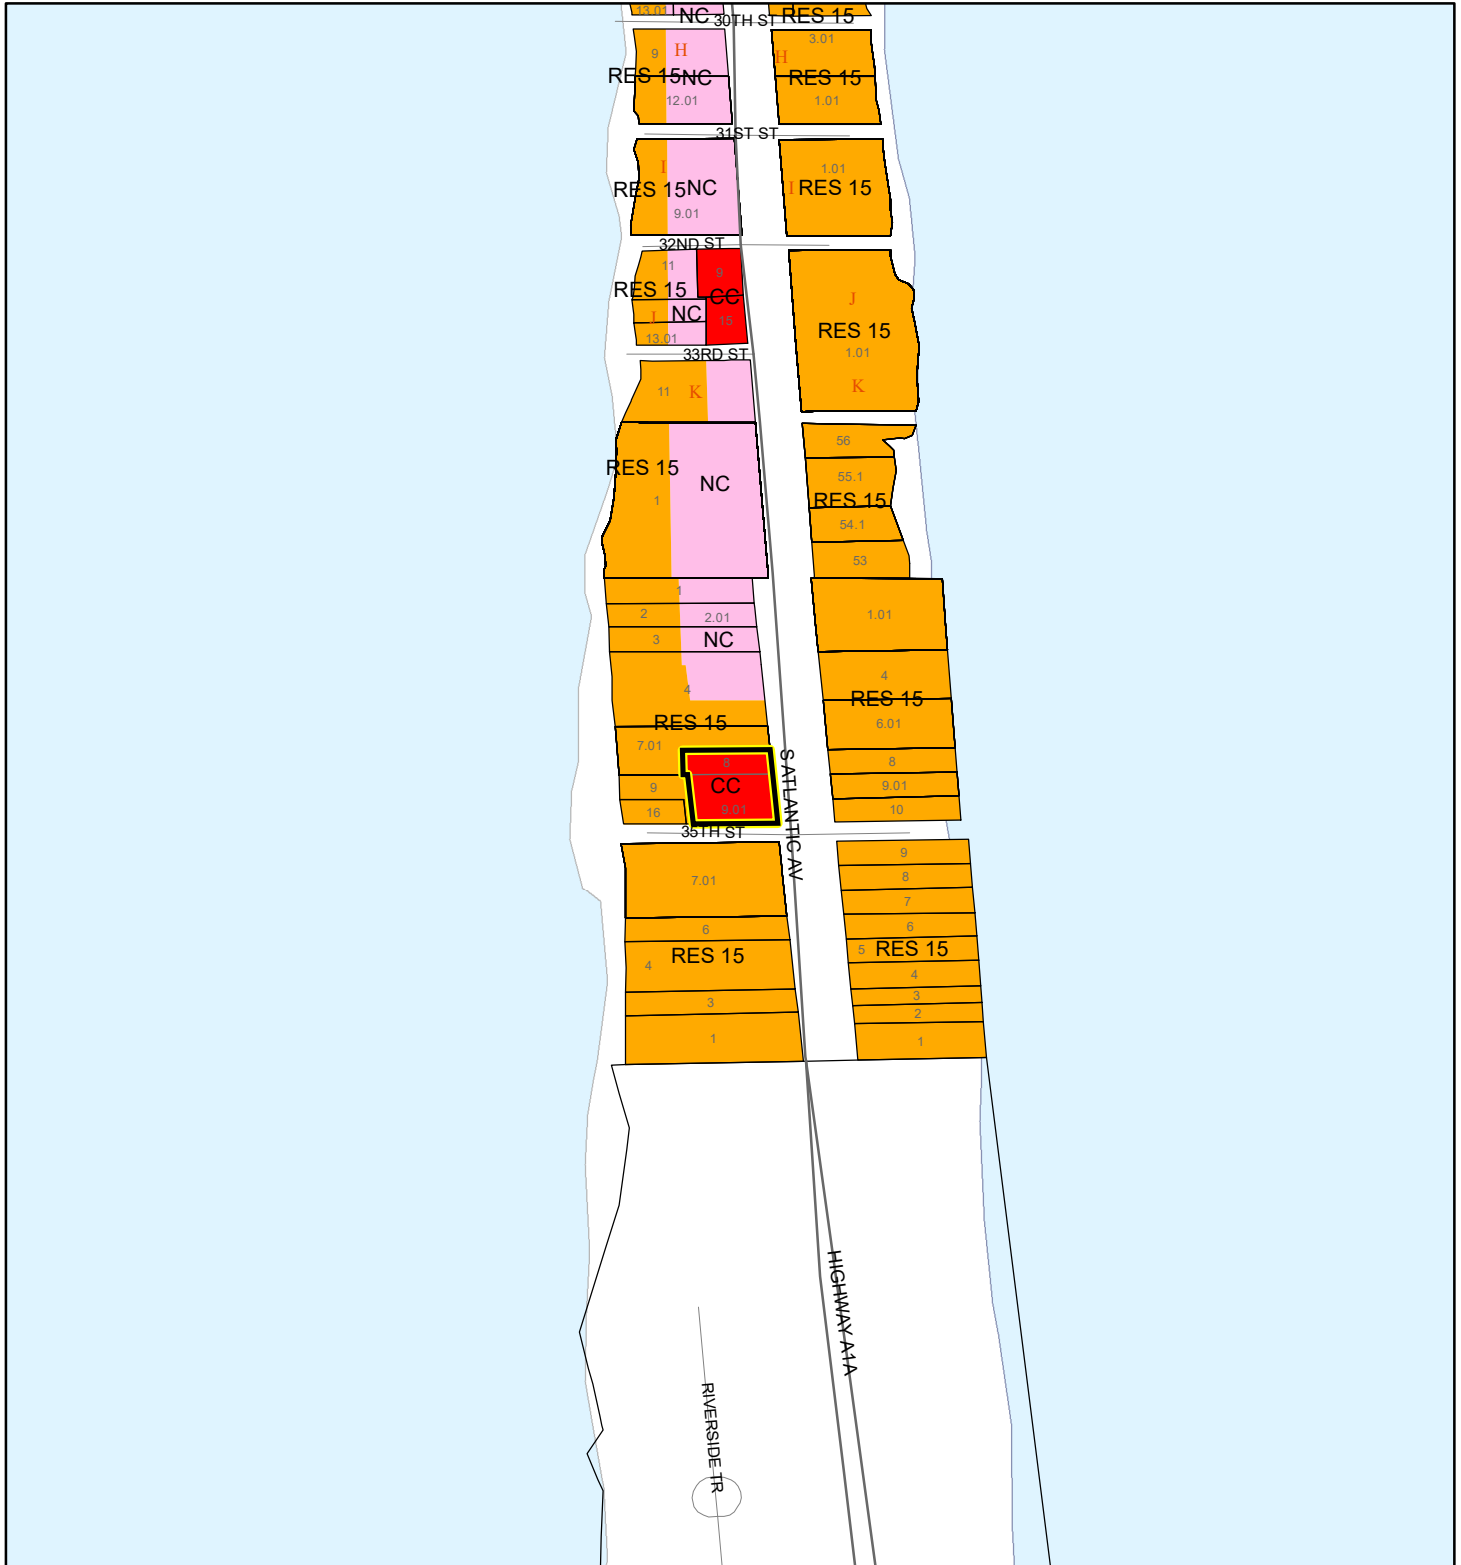 13.01
NC
30TH ST
RES 15
9
H
RES 15
NC
12.01
3.01
H
RES 15
1.01
31ST ST
I
RES 15
NC
9.01
1.01
I
RES 15
32ND ST
11
RES 15
9
CC
NC
J
15
13.01
J
RES 15
1.01
K
33RD ST
11
K
RES 15
NC
1
56
55.1
RES 15
54.1
53
1
2
2.01
3
NC
4
RES 15
7.01
8
CC
9
9.01
16
1.01
4
RES 15
6.01
8
9.01
10
S ATLANTIC AV
35TH ST
7.01
6
RES 15
4
3
1
9
8
7
6
5
RES 15
4
3
2
1
HIGHWAY A1A
RIVERSIDE TR